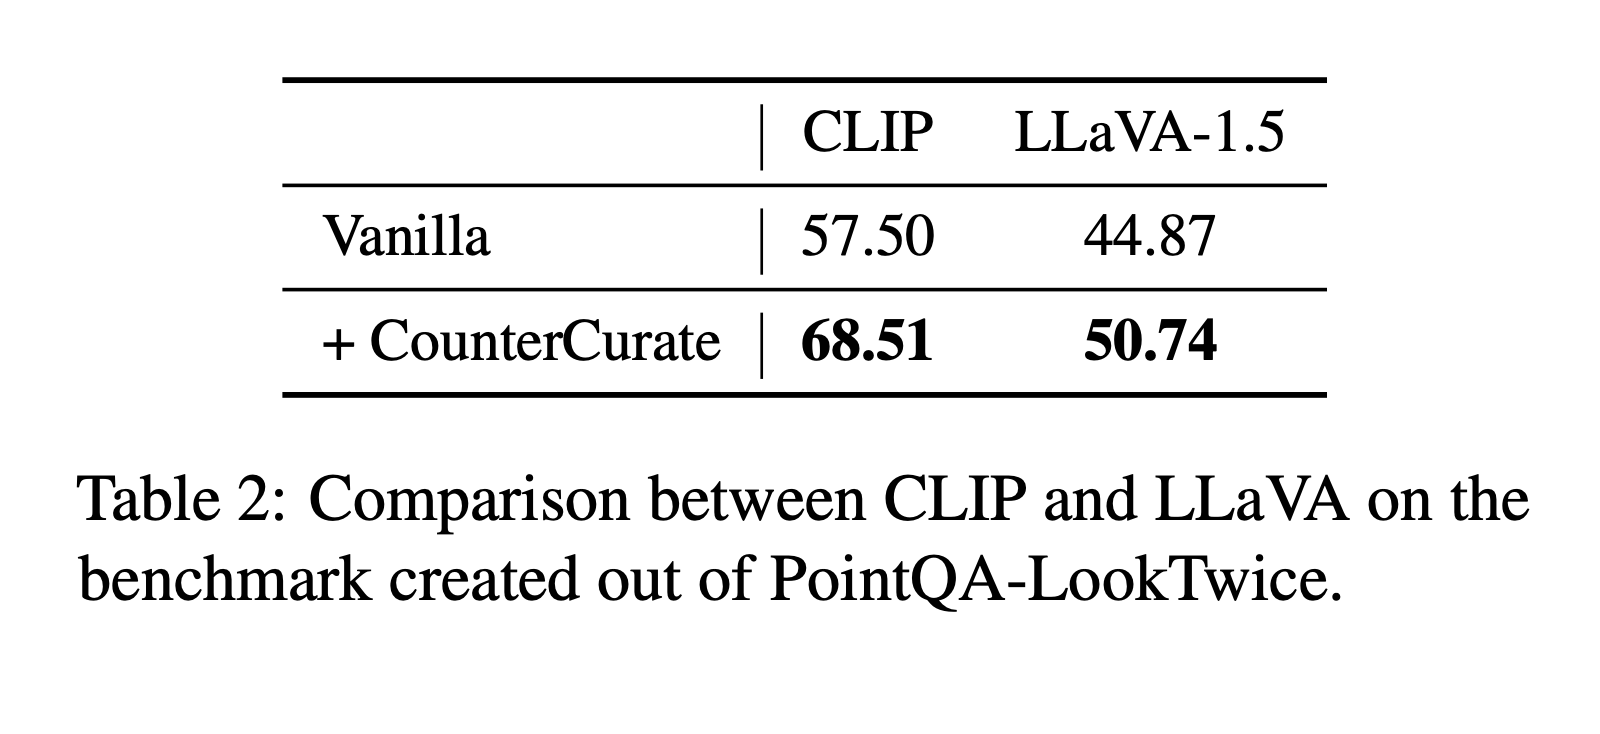 CLIP LLaVA-1.5
Vanilla 57.50 44.87
+ CounterCurate 68.51 50.74
Table 2: Comparison between CLIP and LLaVA on the
benchmark created out of PointQA-LookTwice.